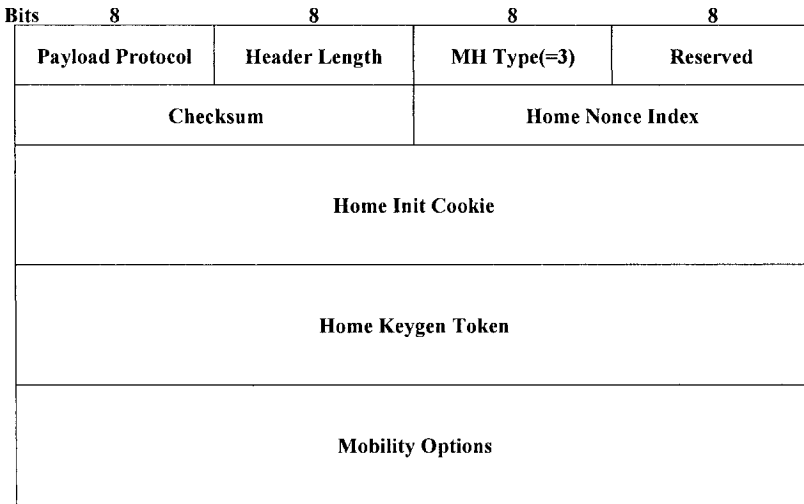 Bits 8 8 8 8
Payload Protocol Header Length MH Type(=3) Reserved
Checksum Home Nonce Index
Home Init Cookie
Home Keygen Token
Mobility Options